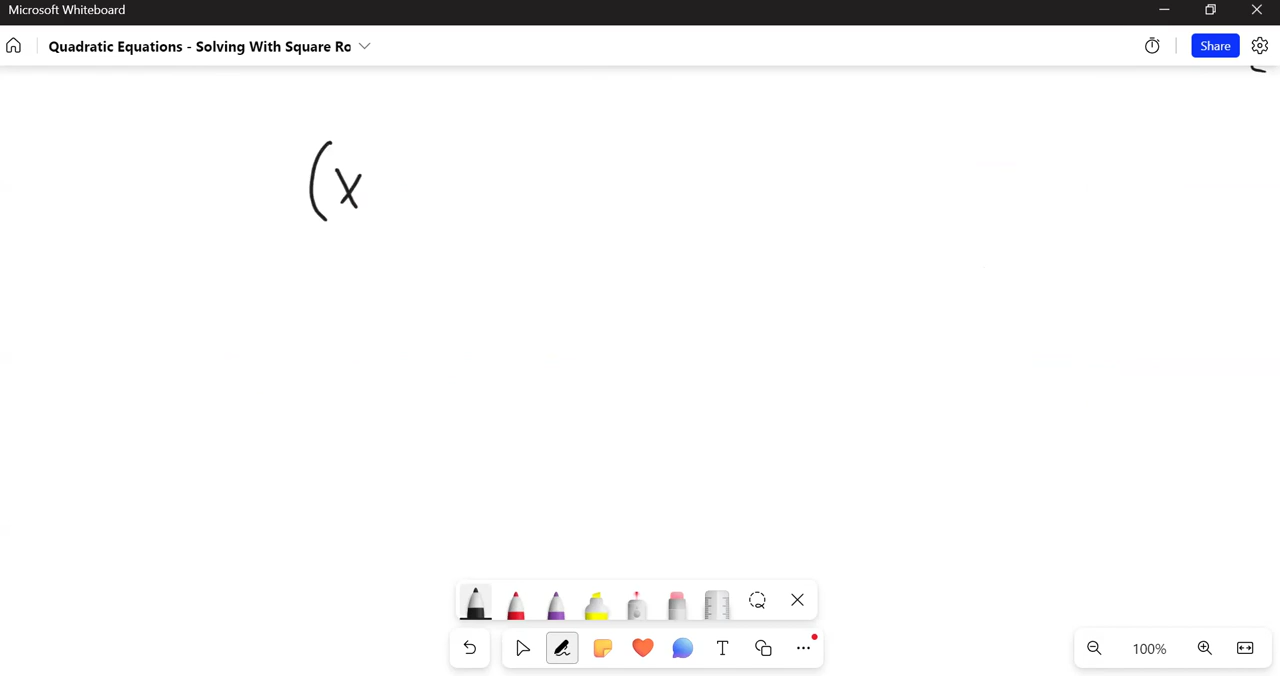 Microsoft Whiteboard
Quadratic Equations - Solving With Square Ro
Share
(x
T
100%